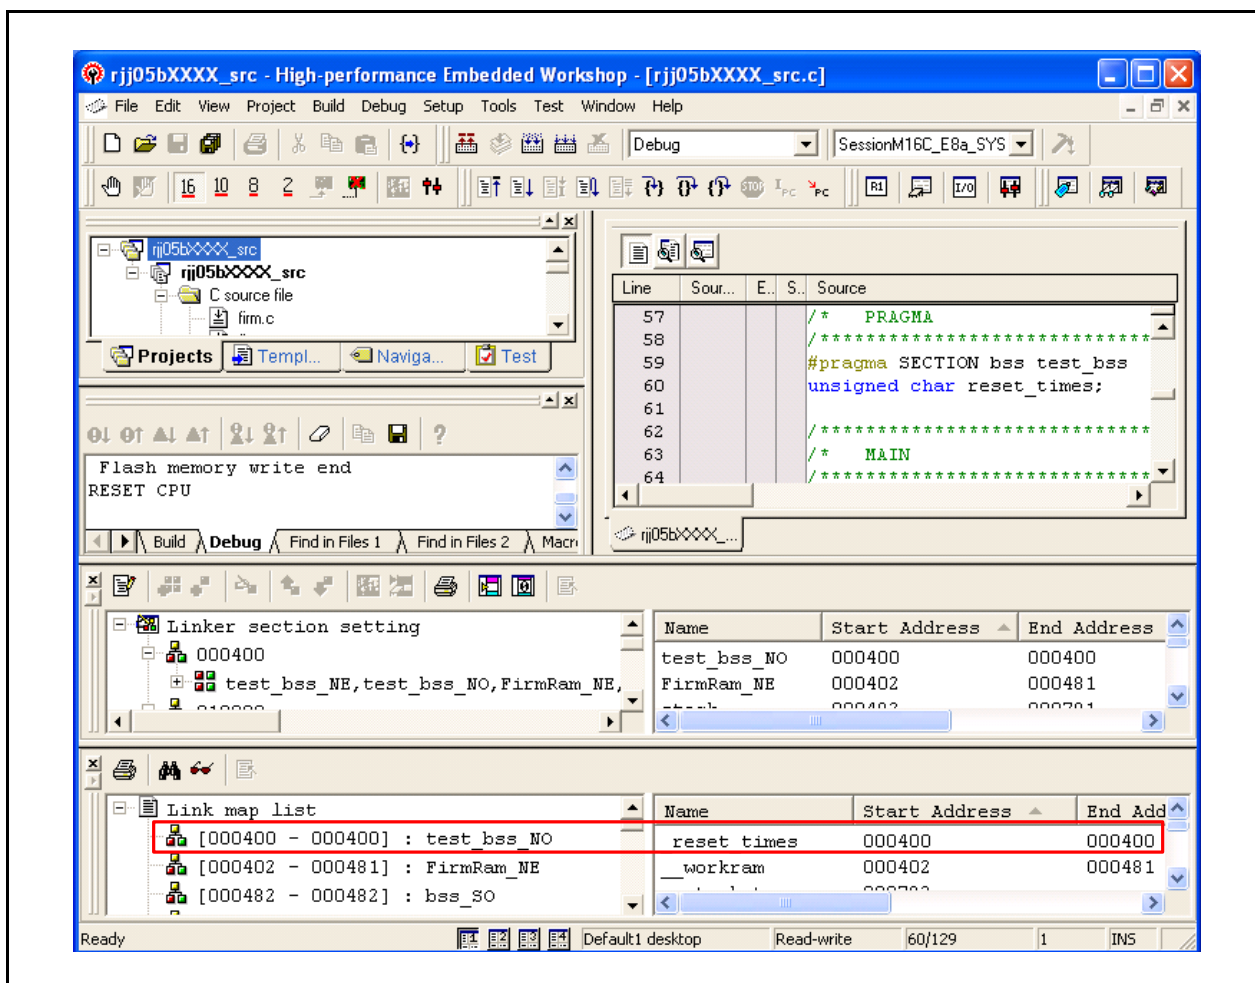 rjj05bXXXX_src - High-performance Embedded Workshop - [rjj05bXXXX_src.c]
File Edit View Project Build Debug Setup Tools Test Window Help
Debug SessionM16C_E8a_SYS
16 10 8 2 STOP IPC PC R1 I/O
rjj05bXXXX_src
rjj05bXXXX_src
C source file
firm.c
Projects Templ... Naviga... Test
Line Sour... E.. S.. Source
57 /* PRAGMA
58 /*****************************
59 #pragma SECTION bss test_bss
60 unsigned char reset_times;
61
62 /*****************************
63 /* MAIN
64 /*****************************
rjj05bXXXX_...
Flash memory write end
RESET CPU
Build Debug Find in Files 1 Find in Files 2 Macr
Linker section setting
000400
test_bss_NE,test_bss_NO,FirmRam_NE,
Name Start Address End Address
test_bss_NO 000400 000400
FirmRam_NE 000402 000481
Link map list
[000400 - 000400] : test_bss_NO
[000402 - 000481] : FirmRam_NE
[000482 - 000482] : bss_SO
Name Start Address End Add
reset_times 000400 000400
__workram 000402 000481
Ready Default1 desktop Read-write 60/129 1 INS